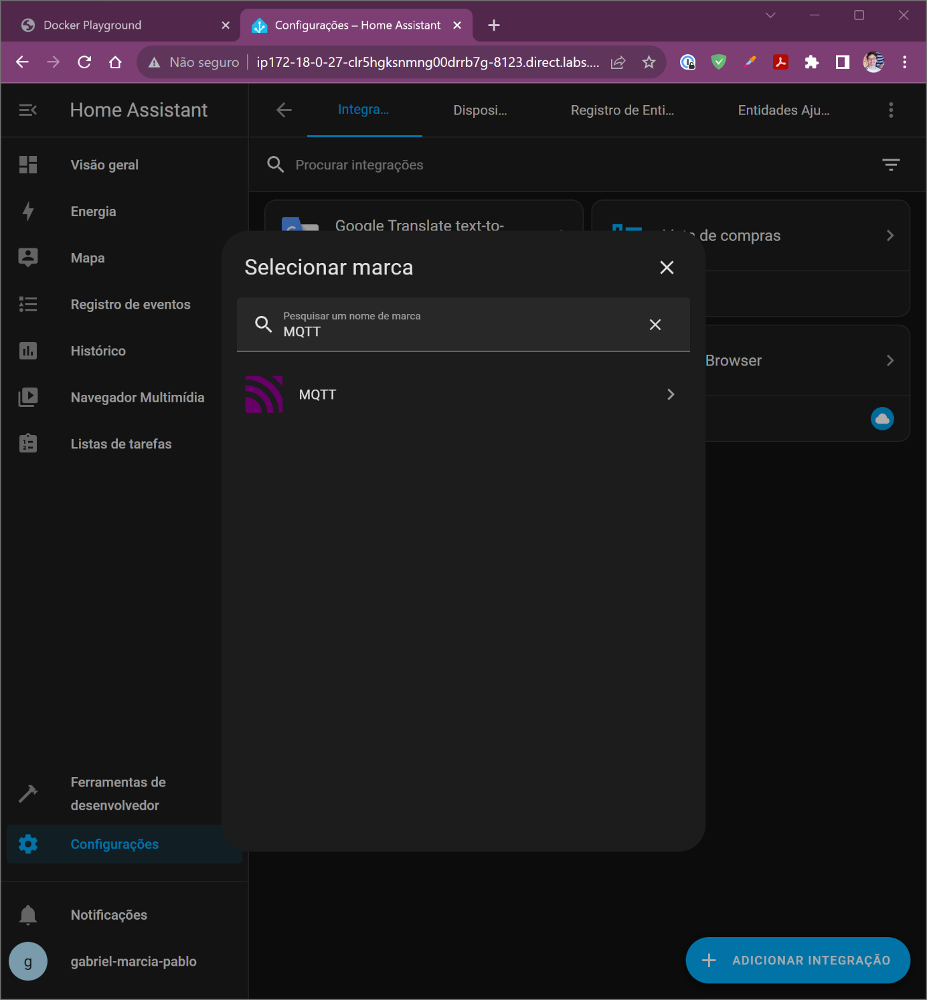 Docker Playground
Configurações – Home Assistant
Não seguro
ip172-18-0-27-clr5hgksnmng00drrb7g-8123.direct.labs....
Home Assistant
Integra...
Disposi...
Registro de Enti...
Entidades Aju...
Visão geral
Procurar integrações
Energia
Google Translate text-to-
de compras
Mapa
Selecionar marca
Registro de eventos
Pesquisar um nome de marca
MQTT
Histórico
Browser
Navegador Multimídia
MQTT
Listas de tarefas
Ferramentas de
desenvolvedor
Configurações
Notificações
g
gabriel-marcia-pablo
ADICIONAR INTEGRAÇÃO